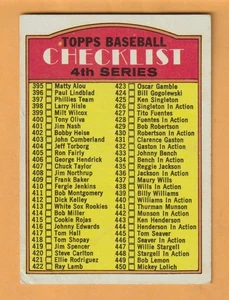 TOPPS BASEBALL
CHECKLIST
4th SERIES
395 Matty Alou
396 Paul Lindblad
397 Phillies Team
398 Larry Hisle
399 Milt Wilcox
400 Tony Oliva
401 Jim Nash
402 Bobby Heise
403 John Cumberland
404 Jeff Torborg
405 Ron Fairly
406 George Hendrick
407 Chuck Taylor
408 Jim Northrup
409 Frank Baker
410 Fergie Jenkins
411 Bob Montgomery
412 Dick Kelley
413 White Sox Rookies
414 Bob Miller
415 Cookie Rojas
416 Johnny Edwards
417 Tom Hall
418 Tom Shopay
419 Jim Spencer
420 Steve Carlton
421 Ellie Rodriguez
422 Ray Lamb
423 Oscar Gamble
424 Bill Gogolewski
425 Ken Singleton
426 Singleton In Action
427 Tito Fuentes
428 Fuentes In Action
429 Bob Robertson
430 Robertson In Action
431 Clarence Gaston
432 Gaston In Action
433 Johnny Bench
434 Bench In Action
435 Reggie Jackson
436 Jackson In Action
437 Maury Wills
438 Wills In Action
439 Billy Williams
440 Williams In Action
441 Thurman Munson
442 Munson In Action
443 Ken Henderson
444 Henderson In Action
445 Tom Seaver
446 Seaver In Action
447 Willie Stargell
448 Stargell In Action
449 Bob Lemon
450 Mickey Lolich